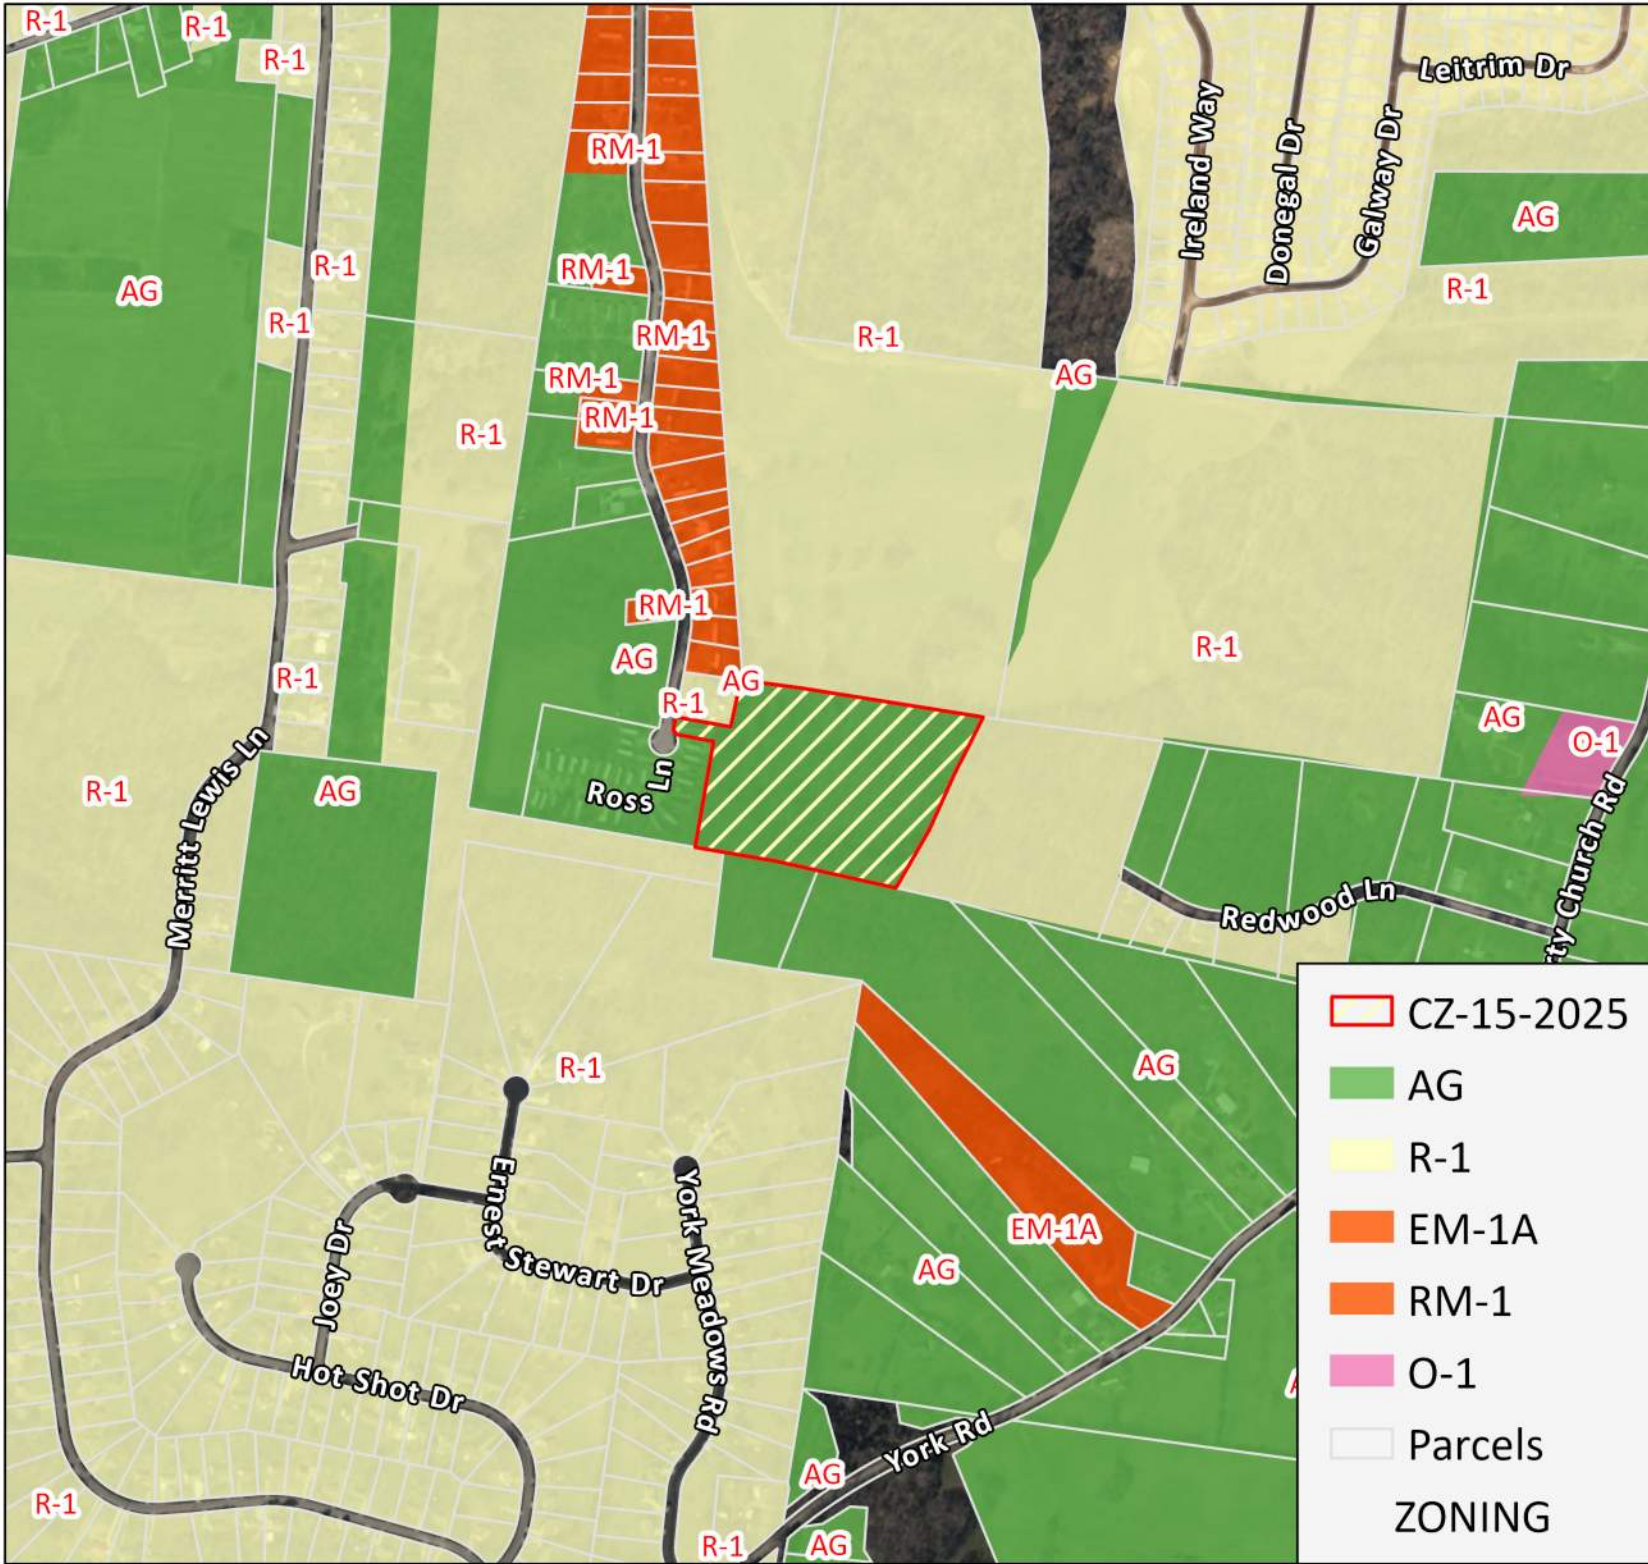 R-1
R-1
R-1
Leitrim Dr
Ireland Way
Donegal Dr
Galway Dr
RM-1
AG
R-1
RM-1
AG
R-1
R-1
RM-1
R-1
AG
RM-1
RM-1
R-1
RM-1
AG
R-1
R-1
AG
R-1
AG
O-1
Merritt Lewis Ln
R-1
AG
Ross Ln
Redwood Ln
rty Church Rd
R-1
AG
Ernest Stewart Dr
York Meadows Rd
Joey Dr
EM-1A
AG
Hot Shot Dr
York Rd
AG
R-1
R-1
AG
CZ-15-2025
AG
R-1
EM-1A
RM-1
O-1
Parcels
ZONING